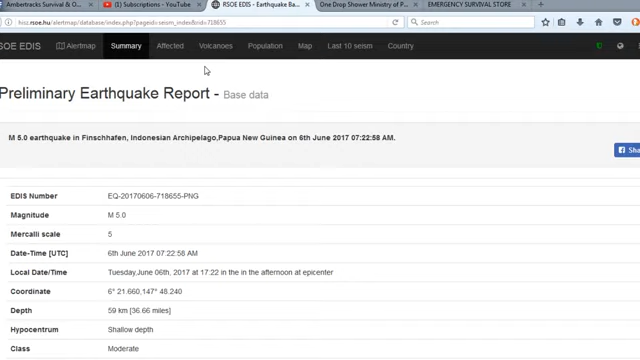 Ambertracks Survival & O...
(1) Subscriptions - YouTube
RSOE EDIS - Earthquake Ba...
One Drop Shower Ministry of P...
EMERGENCY SURVIVAL STORE
hisz.rsoe.hu/alertmap/database/index.php?pageid=seism_index&rid=718655
Search
RSOE EDIS
Alertmap
Summary
Affected
Volcanoes
Population
Map
Last 10 seism
Country
Preliminary Earthquake Report - Base data
M 5.0 earthquake in Finschhafen, Indonesian Archipelago,Papua New Guinea on 6th June 2017 07:22:58 AM.
Sha
EDIS Number EQ-20170606-718655-PNG
Magnitude M 5.0
Mercalli scale 5
Date-Time [UTC] 6th June 2017 07:22:58 AM
Local Date/Time Tuesday,June 06th, 2017 at 17:22 in the in the afternoon at epicenter
Coordinate 6° 21.660,147° 48.240
Depth 59 km [36.66 miles]
Hypocentrum Shallow depth
Class Moderate